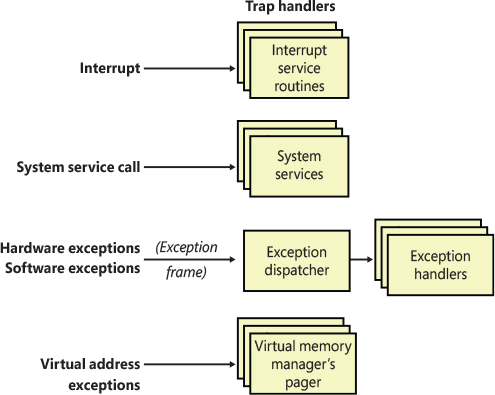 Trap handlers
Interrupt
Interrupt
service
routines
System service call
System
services
Hardware exceptions
Software exceptions
(Exception
frame)
Exception
dispatcher
Exception
handlers
Virtual address
exceptions
Virtual memory
manager's
pager